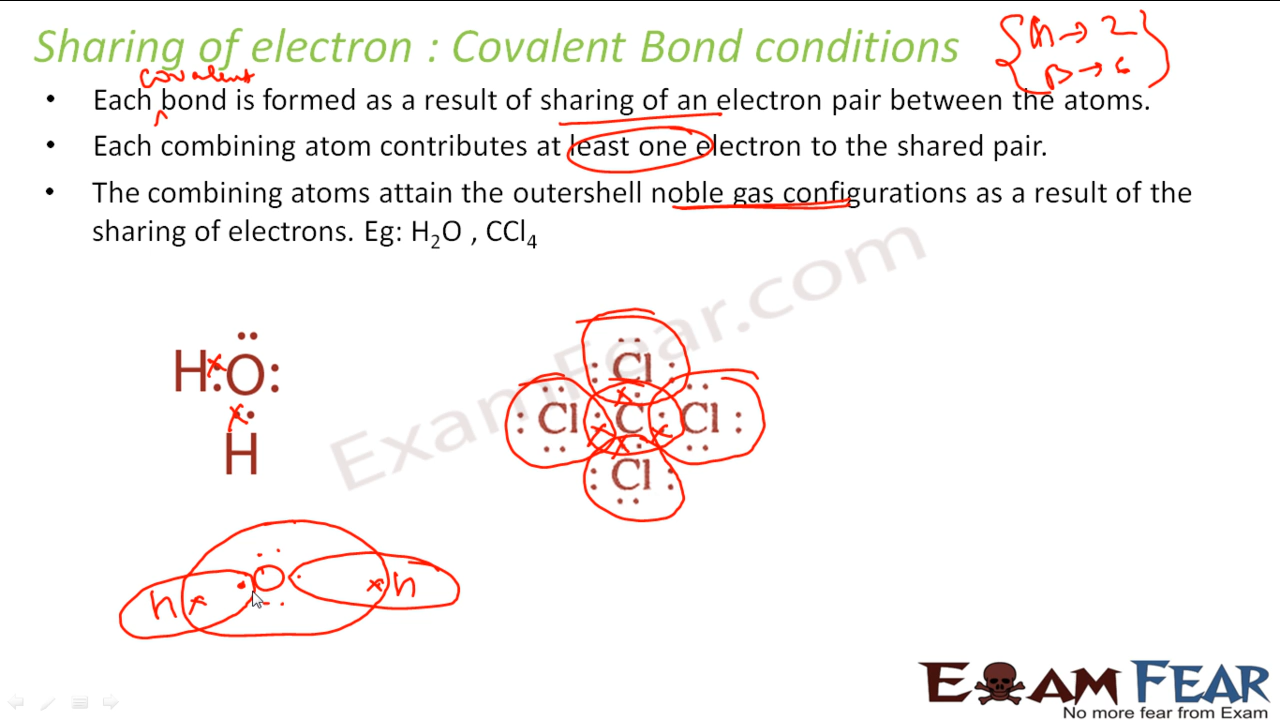 Sharing of electron : Covalent Bond conditions
A → 2
B → 6
covalent
• Each bond is formed as a result of sharing of an electron pair between the atoms.
• Each combining atom contributes at least one electron to the shared pair.
• The combining atoms attain the outershell noble gas configurations as a result of the
sharing of electrons. Eg: H₂O , CCl₄
ExamFear.com
H O
H
Cl
Cl C Cl
Cl
h O h
EXAM FEAR
No more fear from Exam